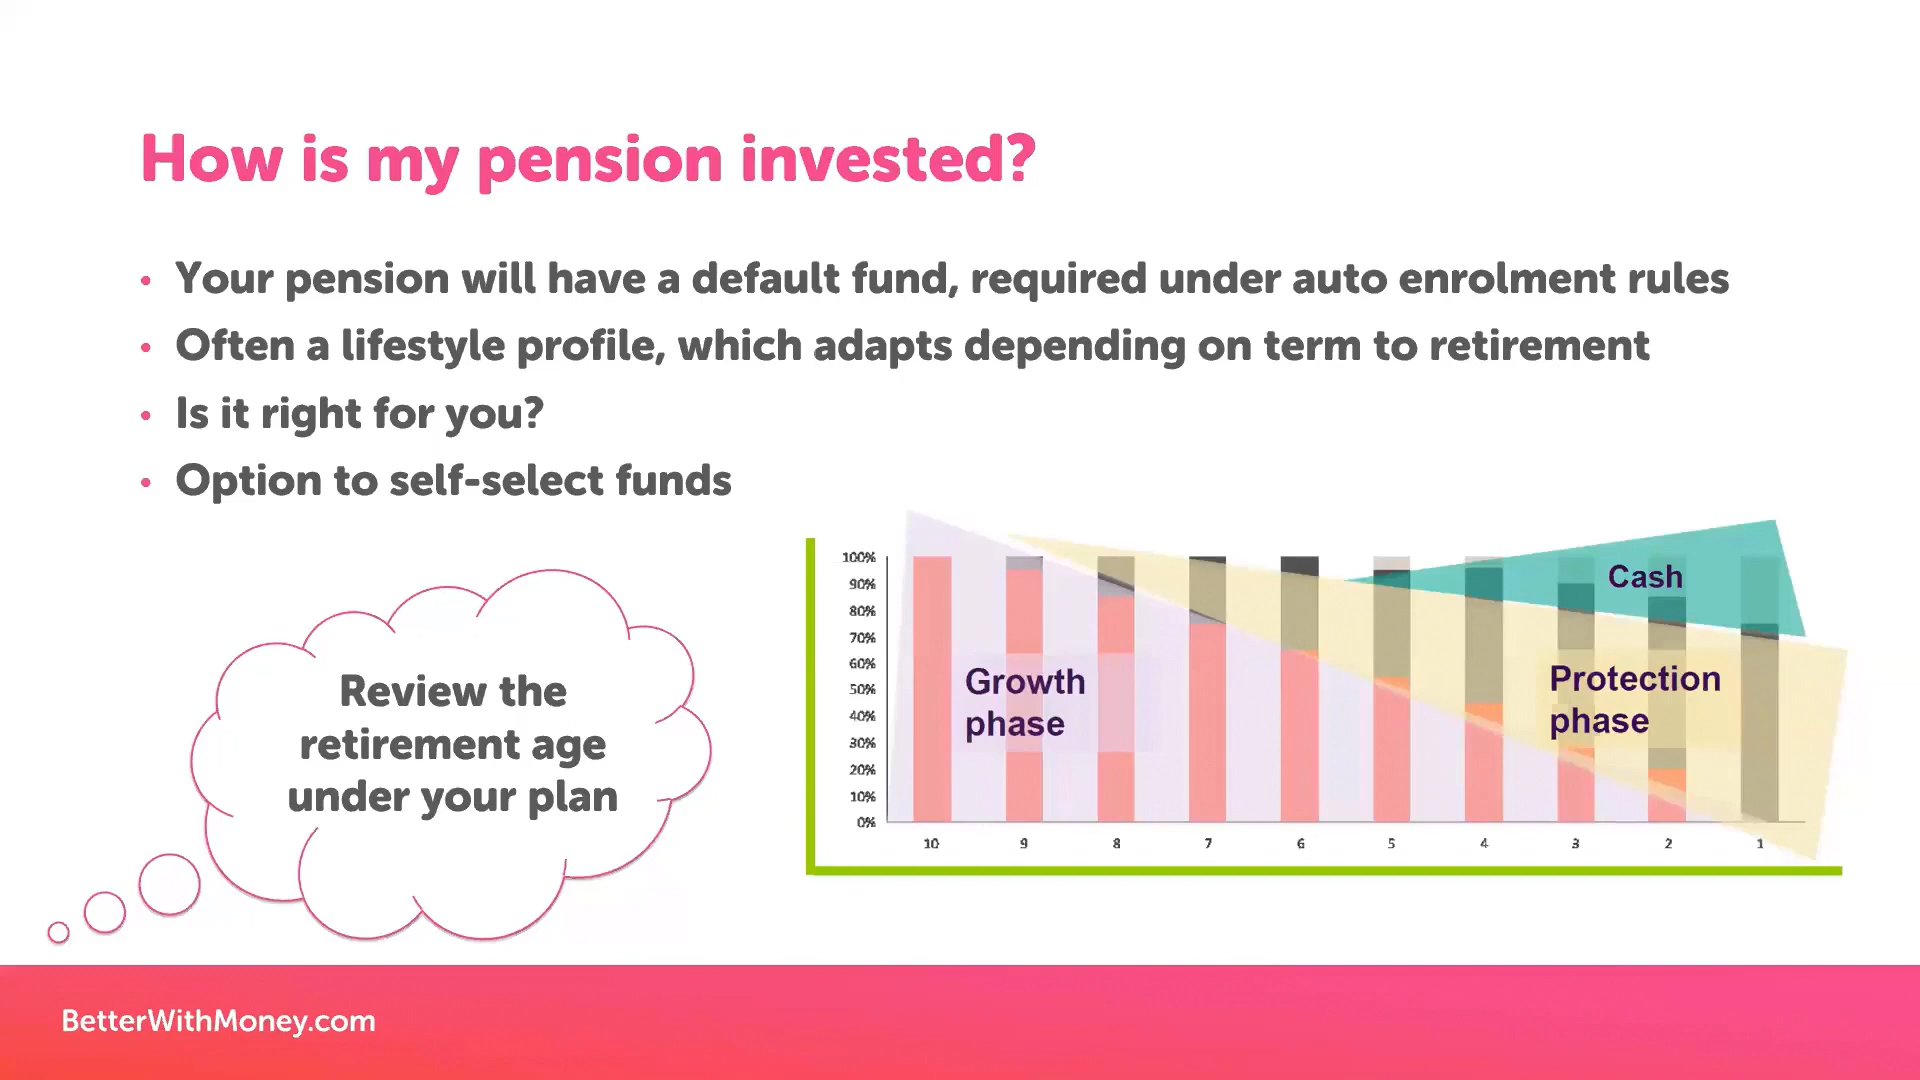 How is my pension invested?
• Your pension will have a default fund, required under auto enrolment rules
• Often a lifestyle profile, which adapts depending on term to retirement
• Is it right for you?
• Option to self-select funds
Review the
retirement age
under your plan
100%
90%
80%
70%
60%
50%
40%
30%
20%
10%
0%
Growth
phase
Cash
Protection
phase
10 9 8 7 6 5 4 3 2 1
BetterWithMoney.com